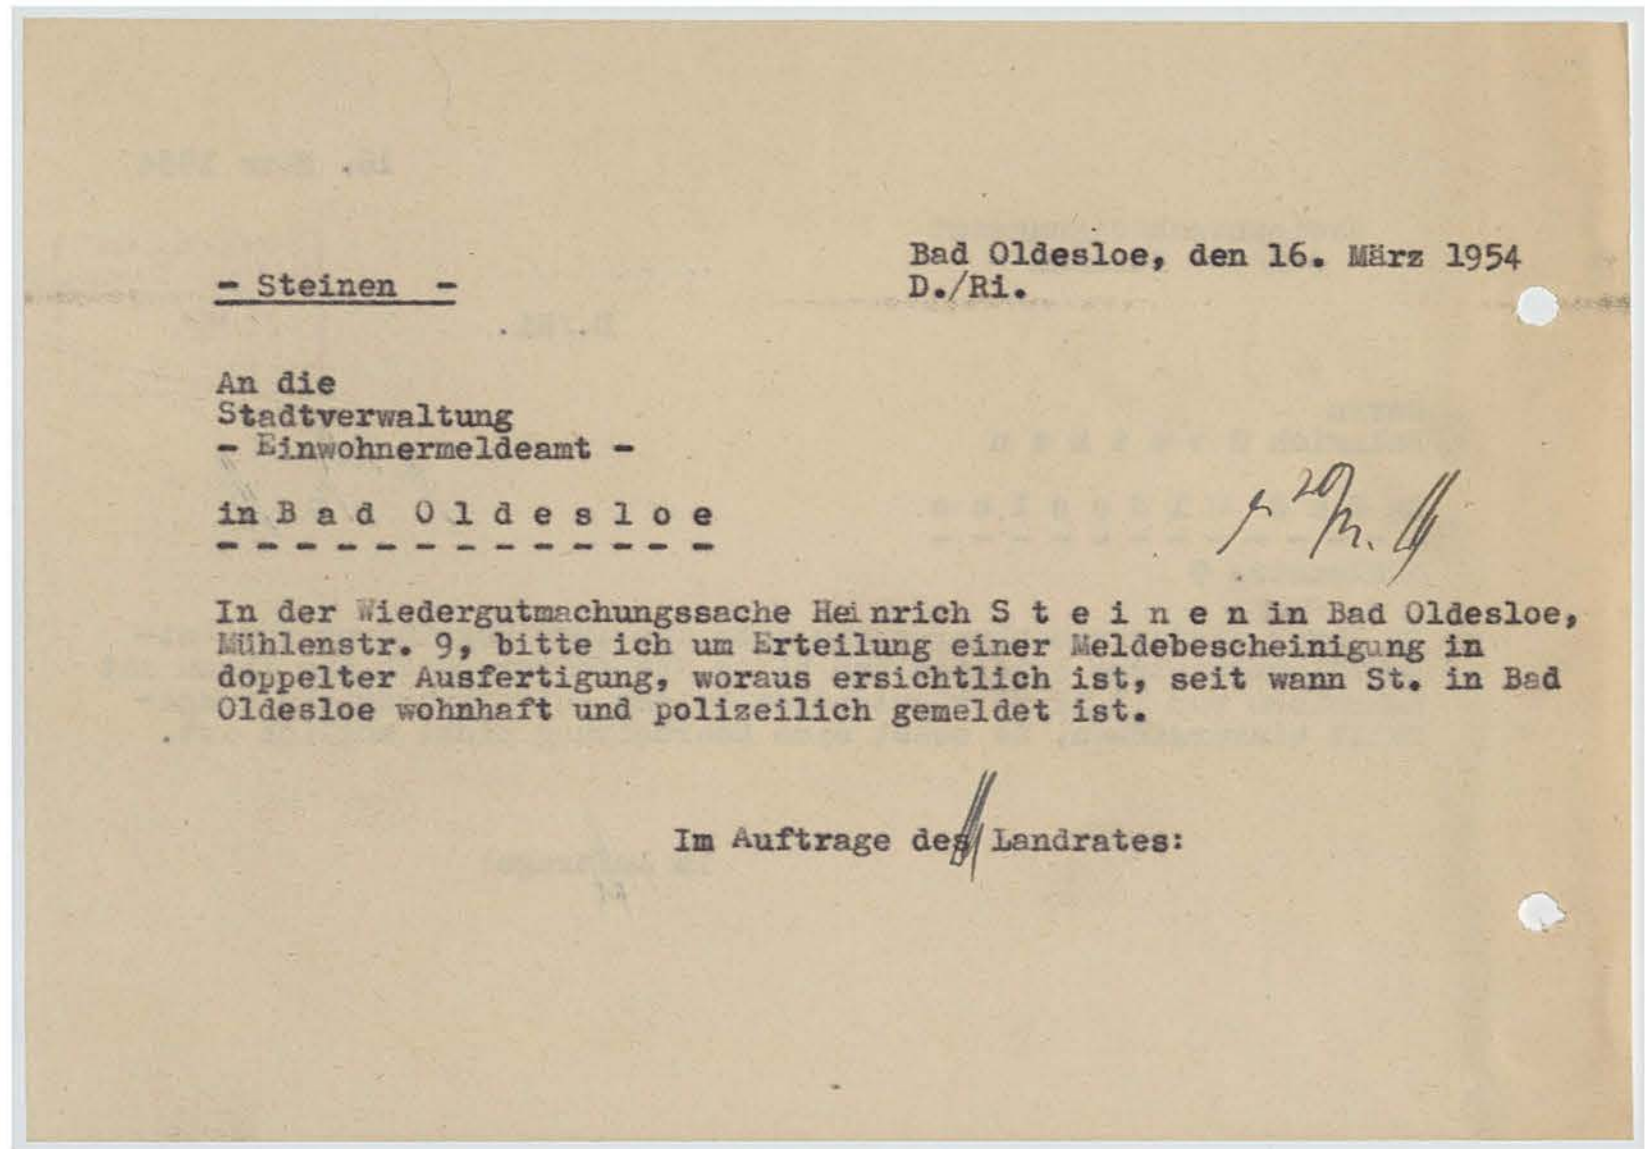 Bad Oldesloe, den 16. März 1954
- Steinen -
D./Ri.
An die
Stadtverwaltung
- Einwohnermeldeamt -
in B a d O l d e s l o e
- - - - - - - - - - - - - - -
20/
In der Wiedergutmachungssache Heinrich S t e i n e n in Bad Oldesloe,
Mühlenstr. 9, bitte ich um Erteilung einer Meldebescheinigung in
doppelter Ausfertigung, woraus ersichtlich ist, seit wann St. in Bad
Oldesloe wohnhaft und polizeilich gemeldet ist.
Im Auftrage des Landrates: